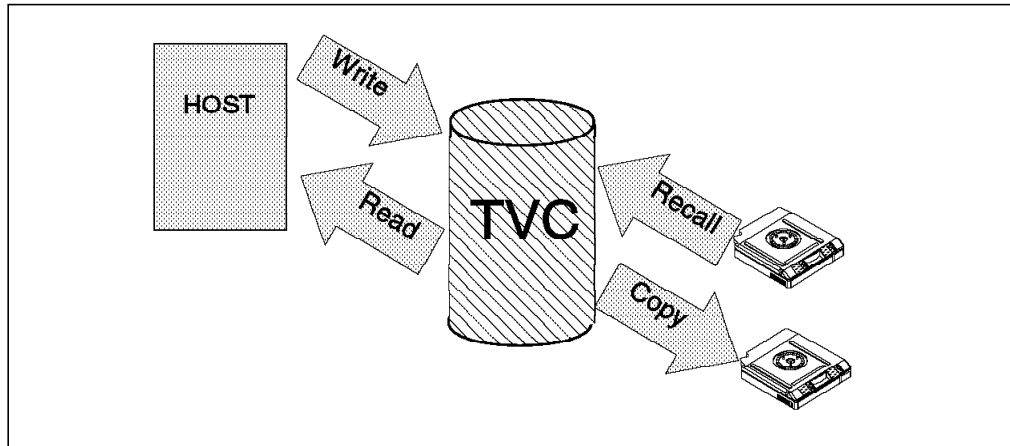 HOST
Write
Read
TVC
Recall
Copy